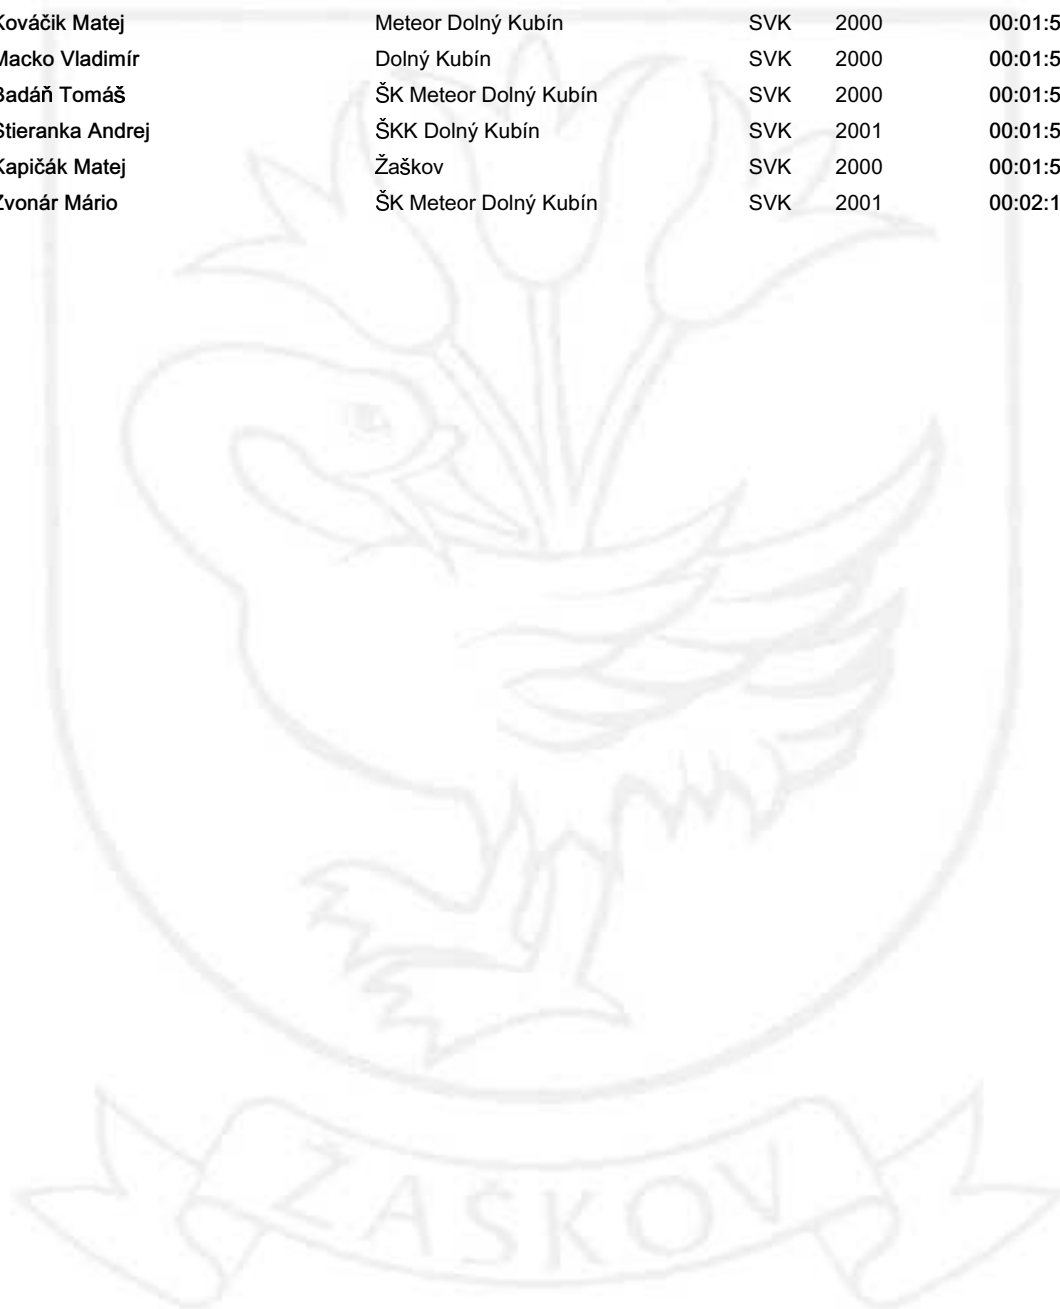 Kováčik Matej Meteor Dolný Kubín SVK 2000 00:01:5
Macko Vladimír Dolný Kubín SVK 2000 00:01:5
Badáň Tomáš ŠK Meteor Dolný Kubín SVK 2000 00:01:5
Stieranka Andrej ŠKK Dolný Kubín SVK 2001 00:01:5
Kapičák Matej Žaškov SVK 2000 00:01:5
Zvonár Mário ŠK Meteor Dolný Kubín SVK 2001 00:02:1
ŽAŠKOV